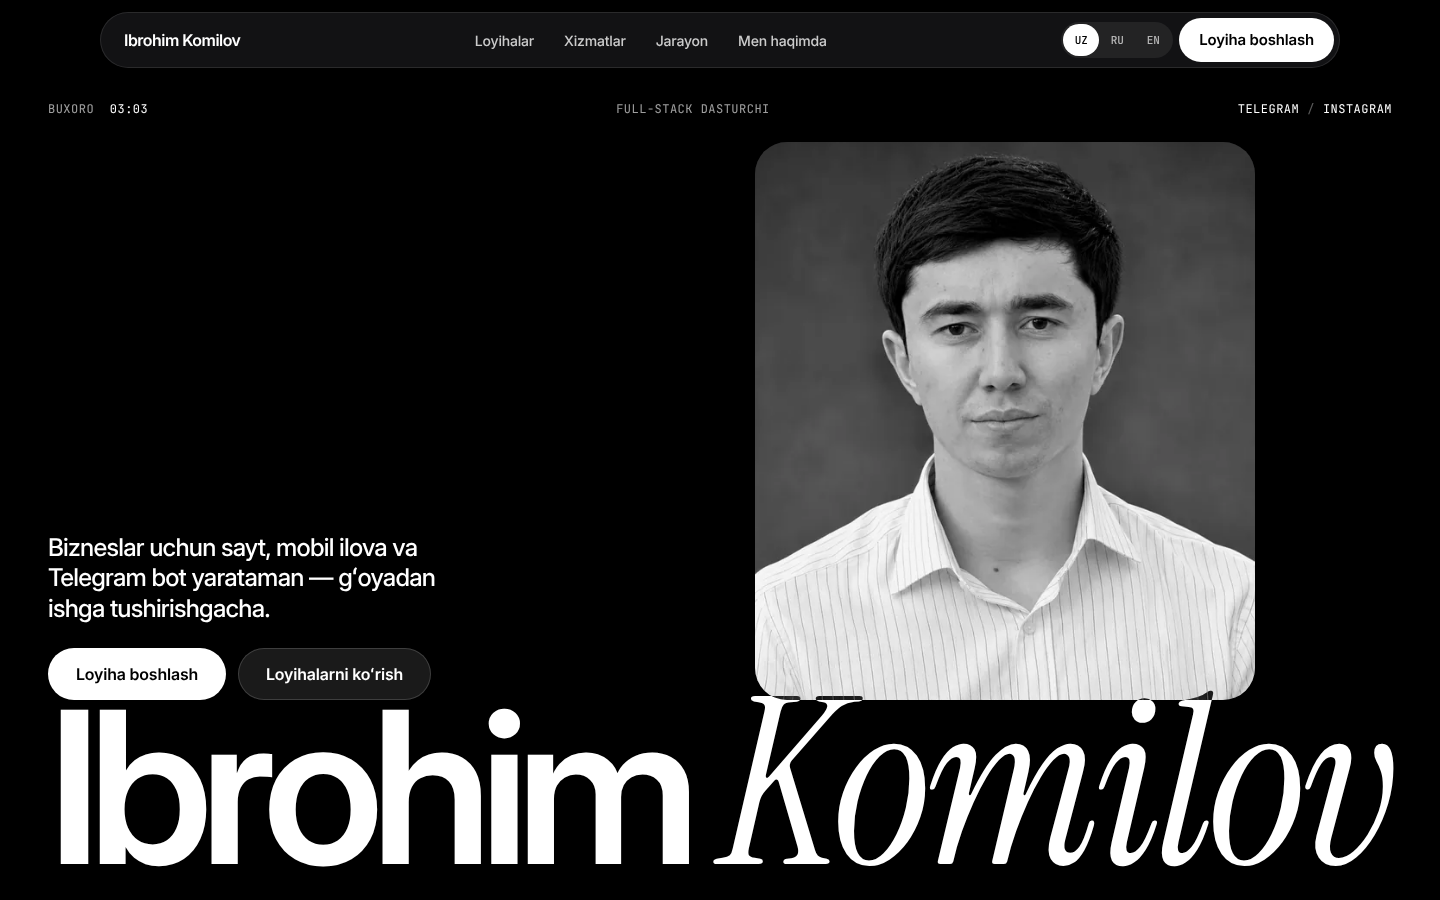 Ibrohim Komilov
Loyihalar
Xizmatlar
Jarayon
Men haqimda
UZ
RU
EN
Loyiha boshlash
BUXORO 03:03
FULL-STACK DASTURCHI
TELEGRAM / INSTAGRAM
Bizneslar uchun sayt, mobil ilova va
Telegram bot yarataman — gʻoyadan
ishga tushirishgacha.
Loyiha boshlash
Loyihalarni koʻrish
Ibrohim Komilov